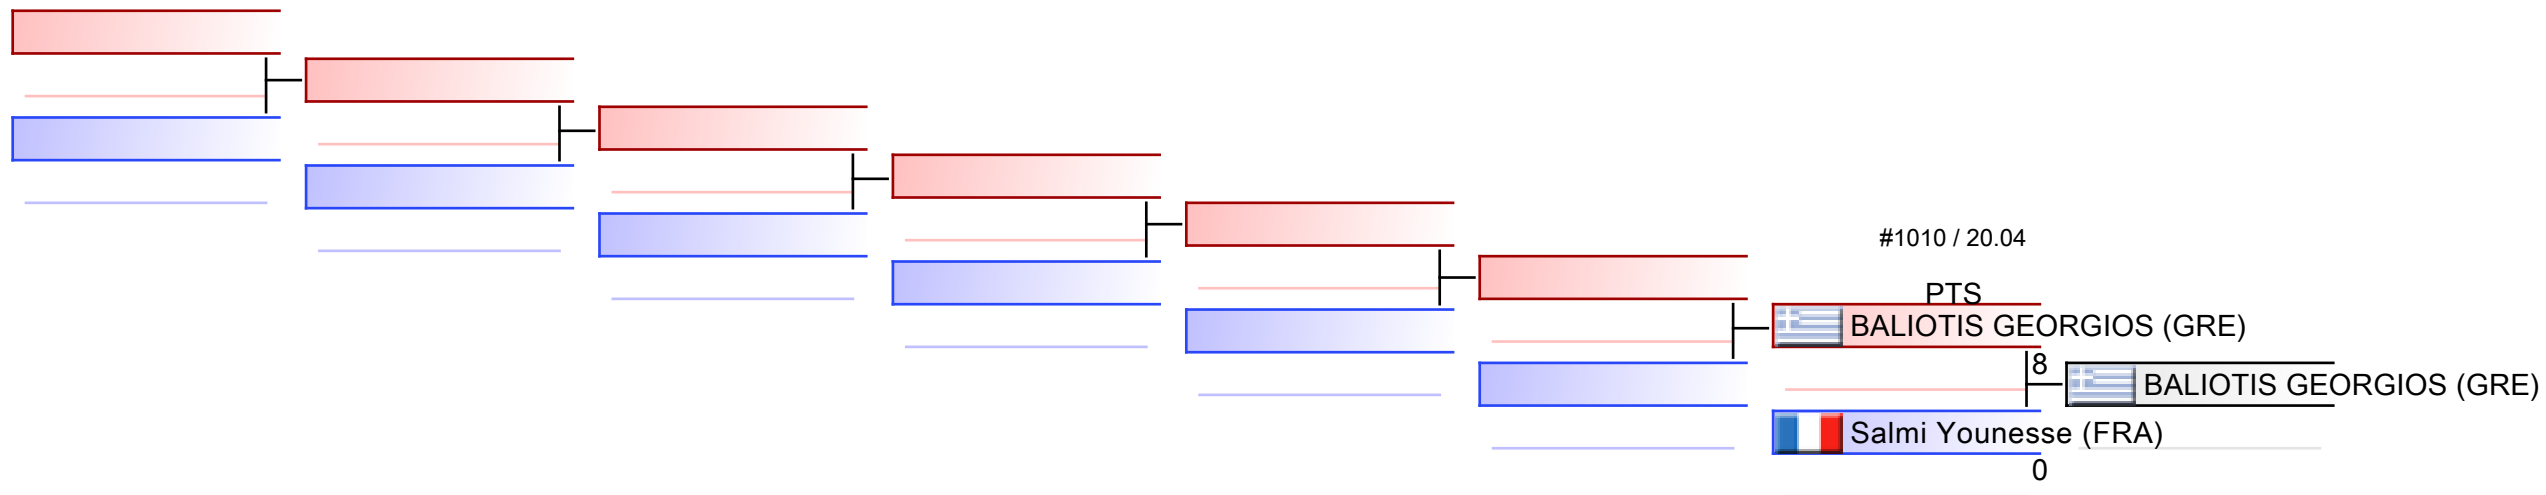 #1010 / 20.04
PTS
BALIOTIS GEORGIOS (GRE)
8
BALIOTIS GEORGIOS (GRE)
Salmi Younesse (FRA)
0